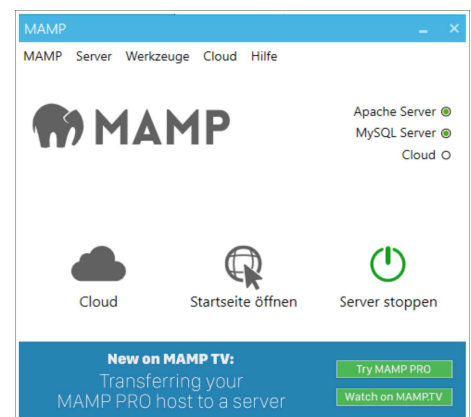 MAMP
MAMP Server Werkzeuge Cloud Hilfe
MAMP
Apache Server
MySQL Server
Cloud
Cloud Startseite öffnen Server stoppen
New on MAMP TV:
Transferring your
MAMP PRO host to a server
Try MAMP PRO
Watch on MAMP.TV